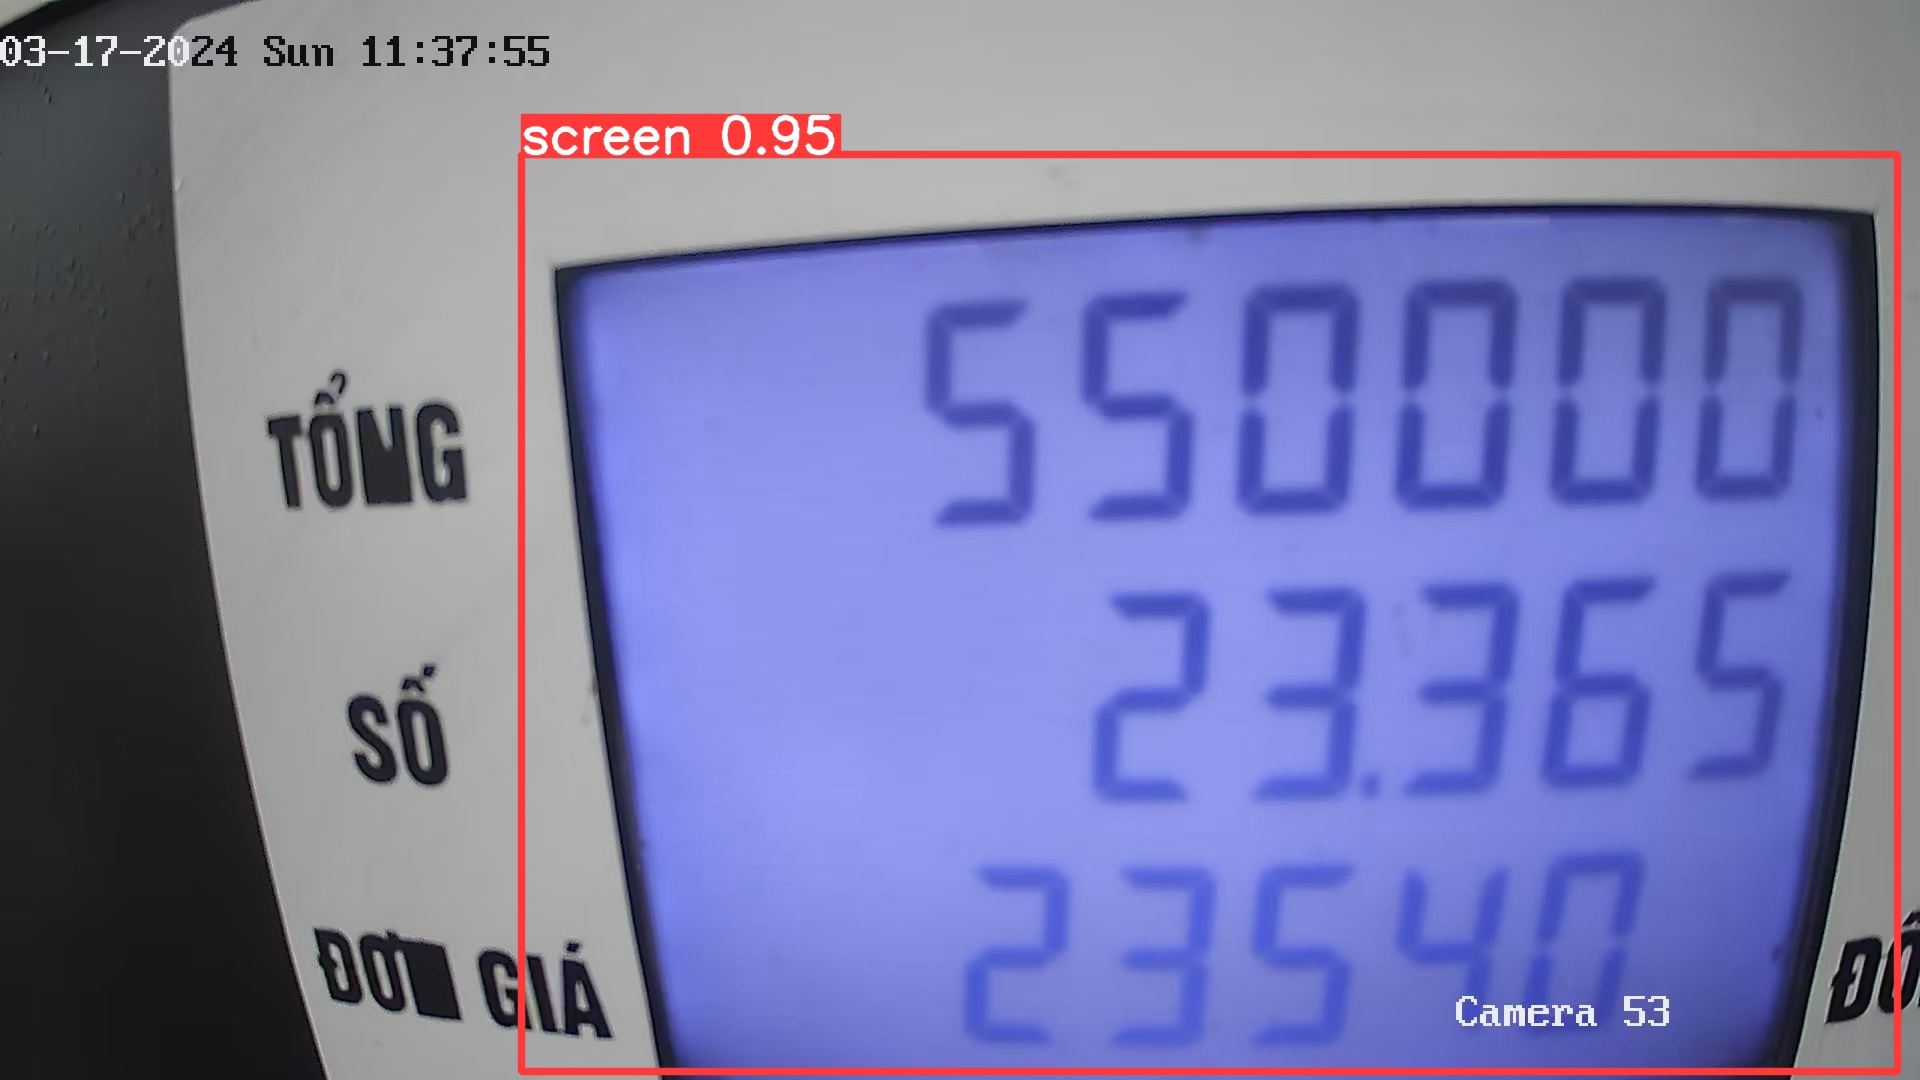 03-17-2024 Sun 11:37:55
screen 0.95
TỔNG 550000
SỐ 23.365
ĐƠN GIÁ 23540
Camera 53